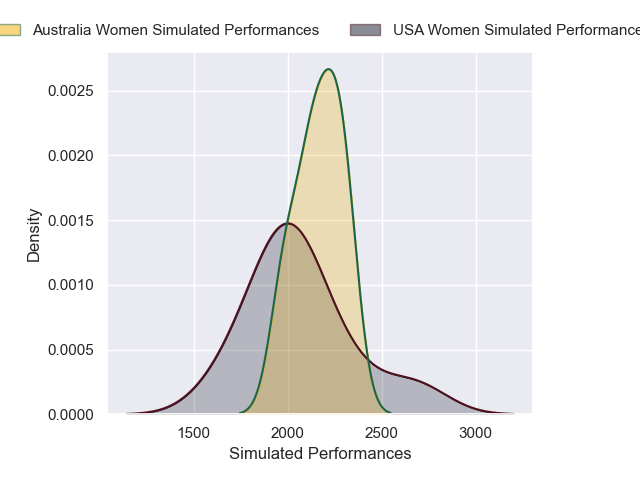 Australia Women Simulated Performances USA Women Simulated Performance
0.0025
0.0020
0.0015
0.0010
0.0005
0.0000
Density
1500 2000 2500 3000
Simulated Performances